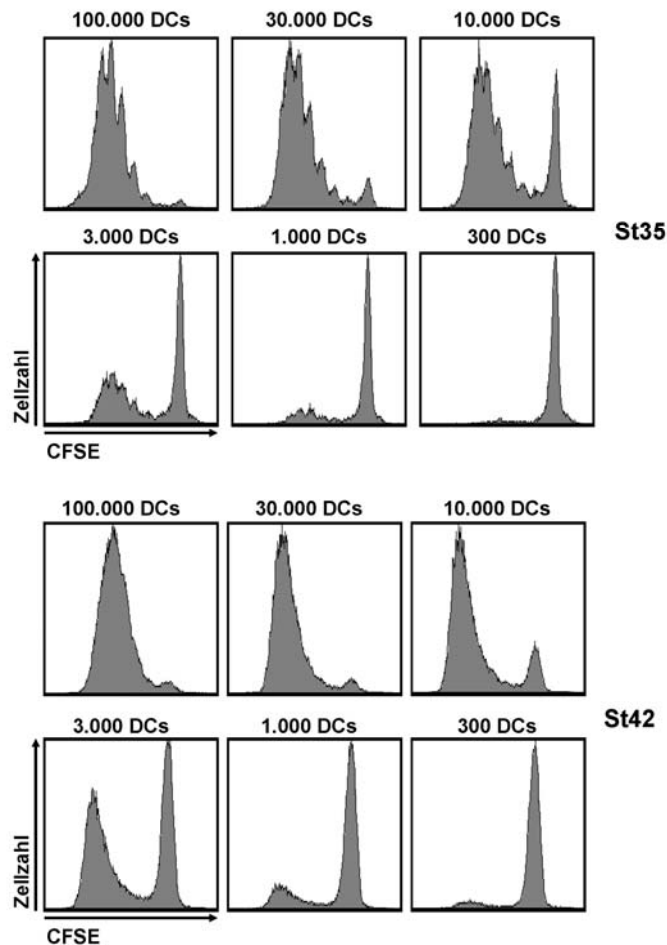 100.000 DCs
30.000 DCs
10.000 DCs
St35
3.000 DCs
1.000 DCs
300 DCs
Zellzahl
CFSE
100.000 DCs
30.000 DCs
10.000 DCs
St42
3.000 DCs
1.000 DCs
300 DCs
Zellzahl
CFSE